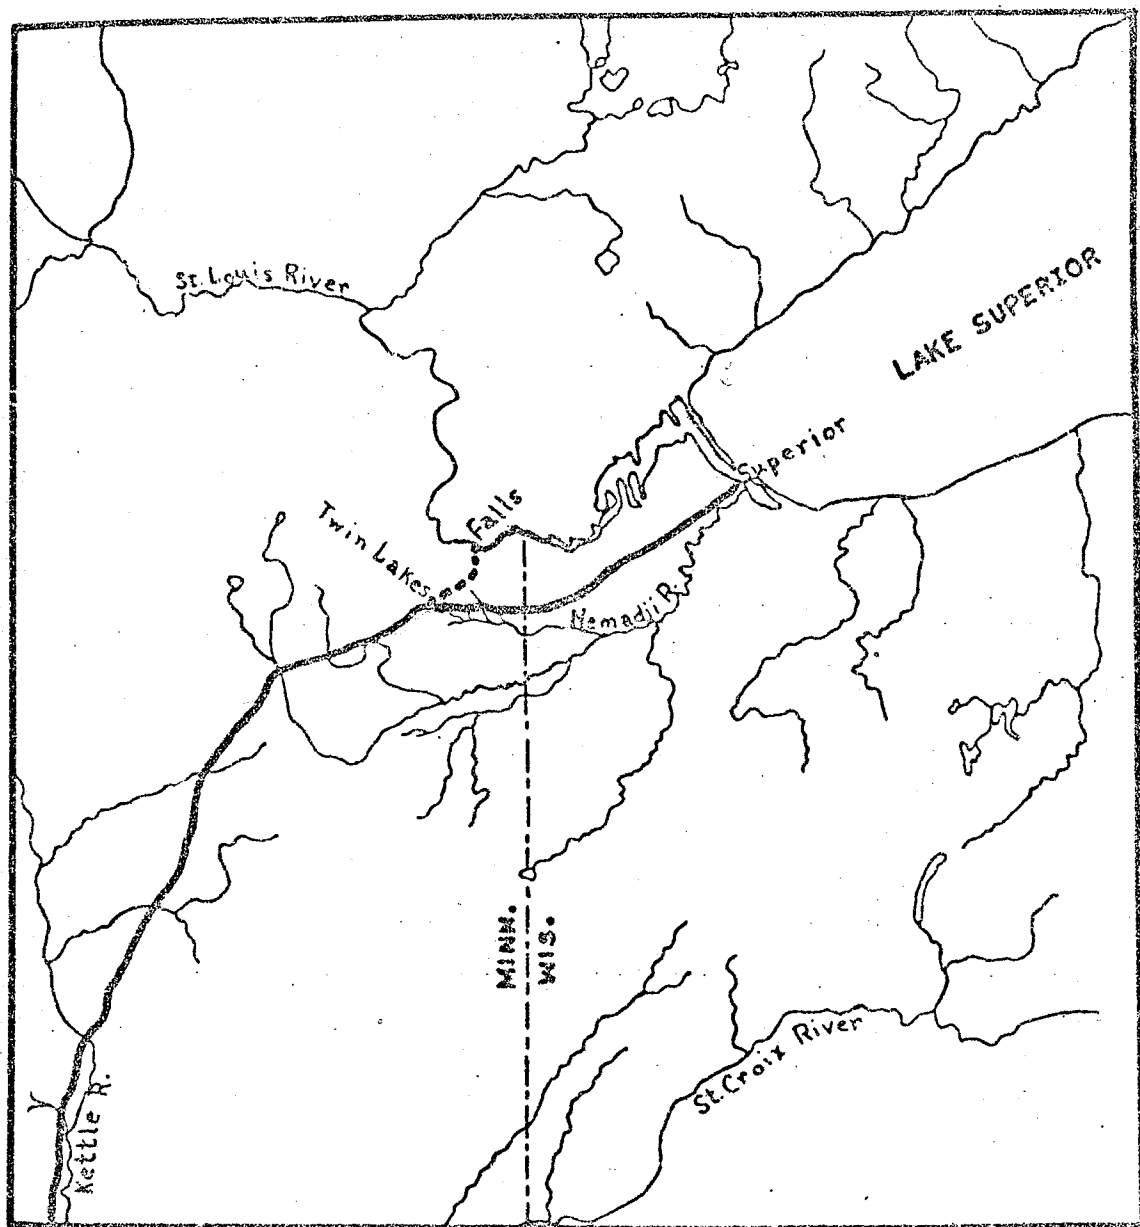 St. Louis River
LAKE SUPERIOR
Superior
Falls
Twin Lakes
Nemadji R.
MINN.
WIS.
St. Croix River
Kettle R.